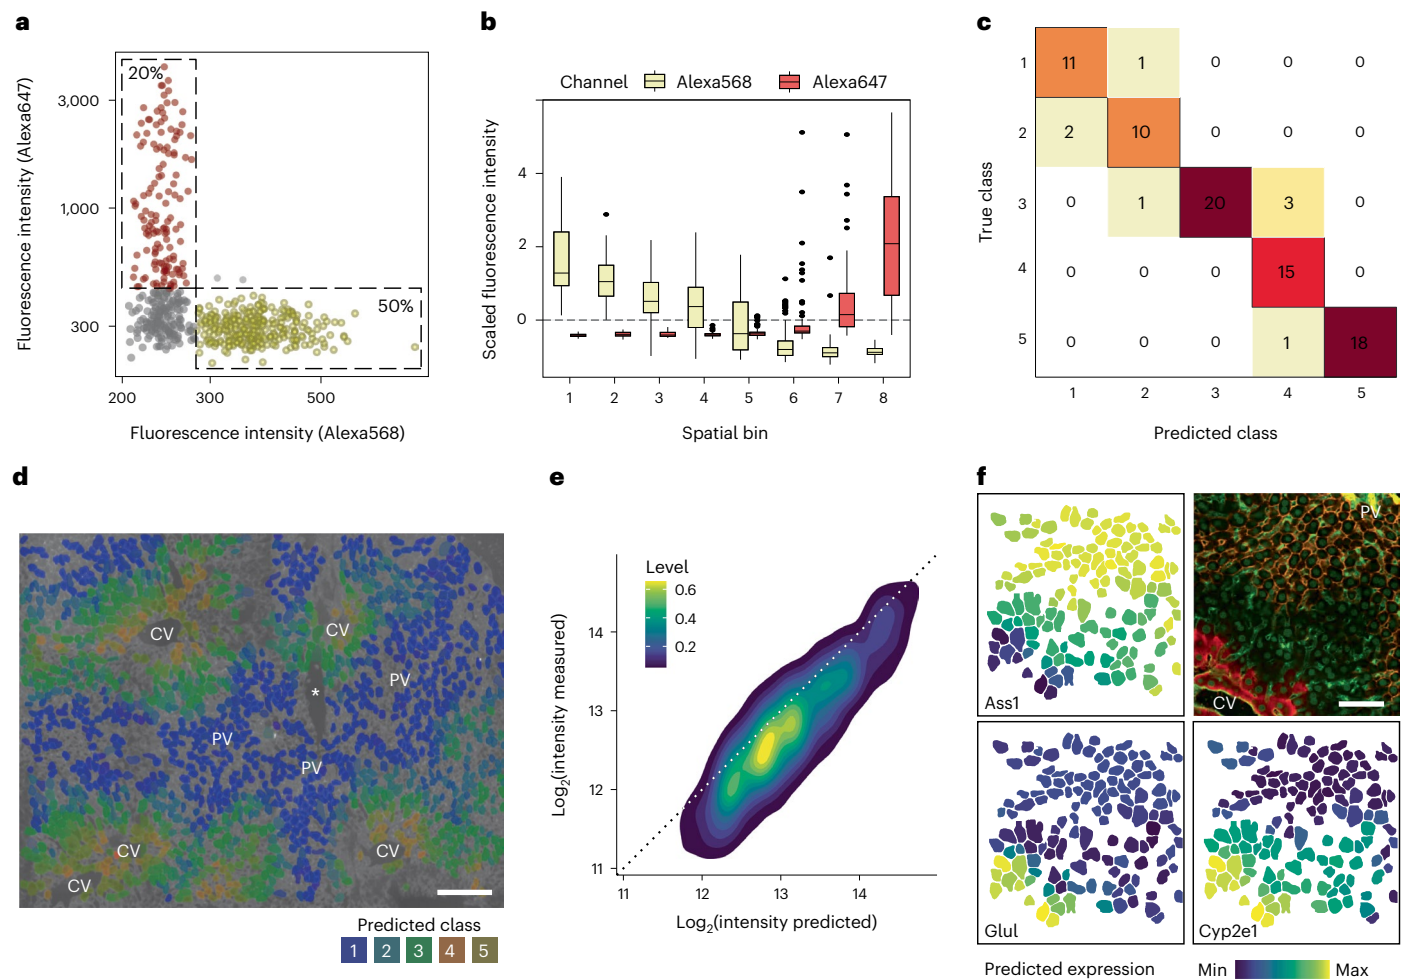 a
20%
50%
3,000
1,000
300
200 300 500
Fluorescence intensity (Alexa647)
Fluorescence intensity (Alexa568)
b
Channel Alexa568 Alexa647
4
2
0
1 2 3 4 5 6 7 8
Scaled fluorescence intensity
Spatial bin
c
1 11 1 0 0 0
2 2 10 0 0 0
3 0 1 20 3 0
4 0 0 0 15 0
5 0 0 0 1 18
1 2 3 4 5
True class
Predicted class
d
CV
CV
PV
*
PV
PV
CV
CV
CV
Predicted class
1 2 3 4 5
e
Level
0.6
0.4
0.2
14
13
12
11
11 12 13 14
Log2(intensity measured)
Log2(intensity predicted)
f
Ass1
PV
CV
Glul
Cyp2e1
Predicted expression Min Max